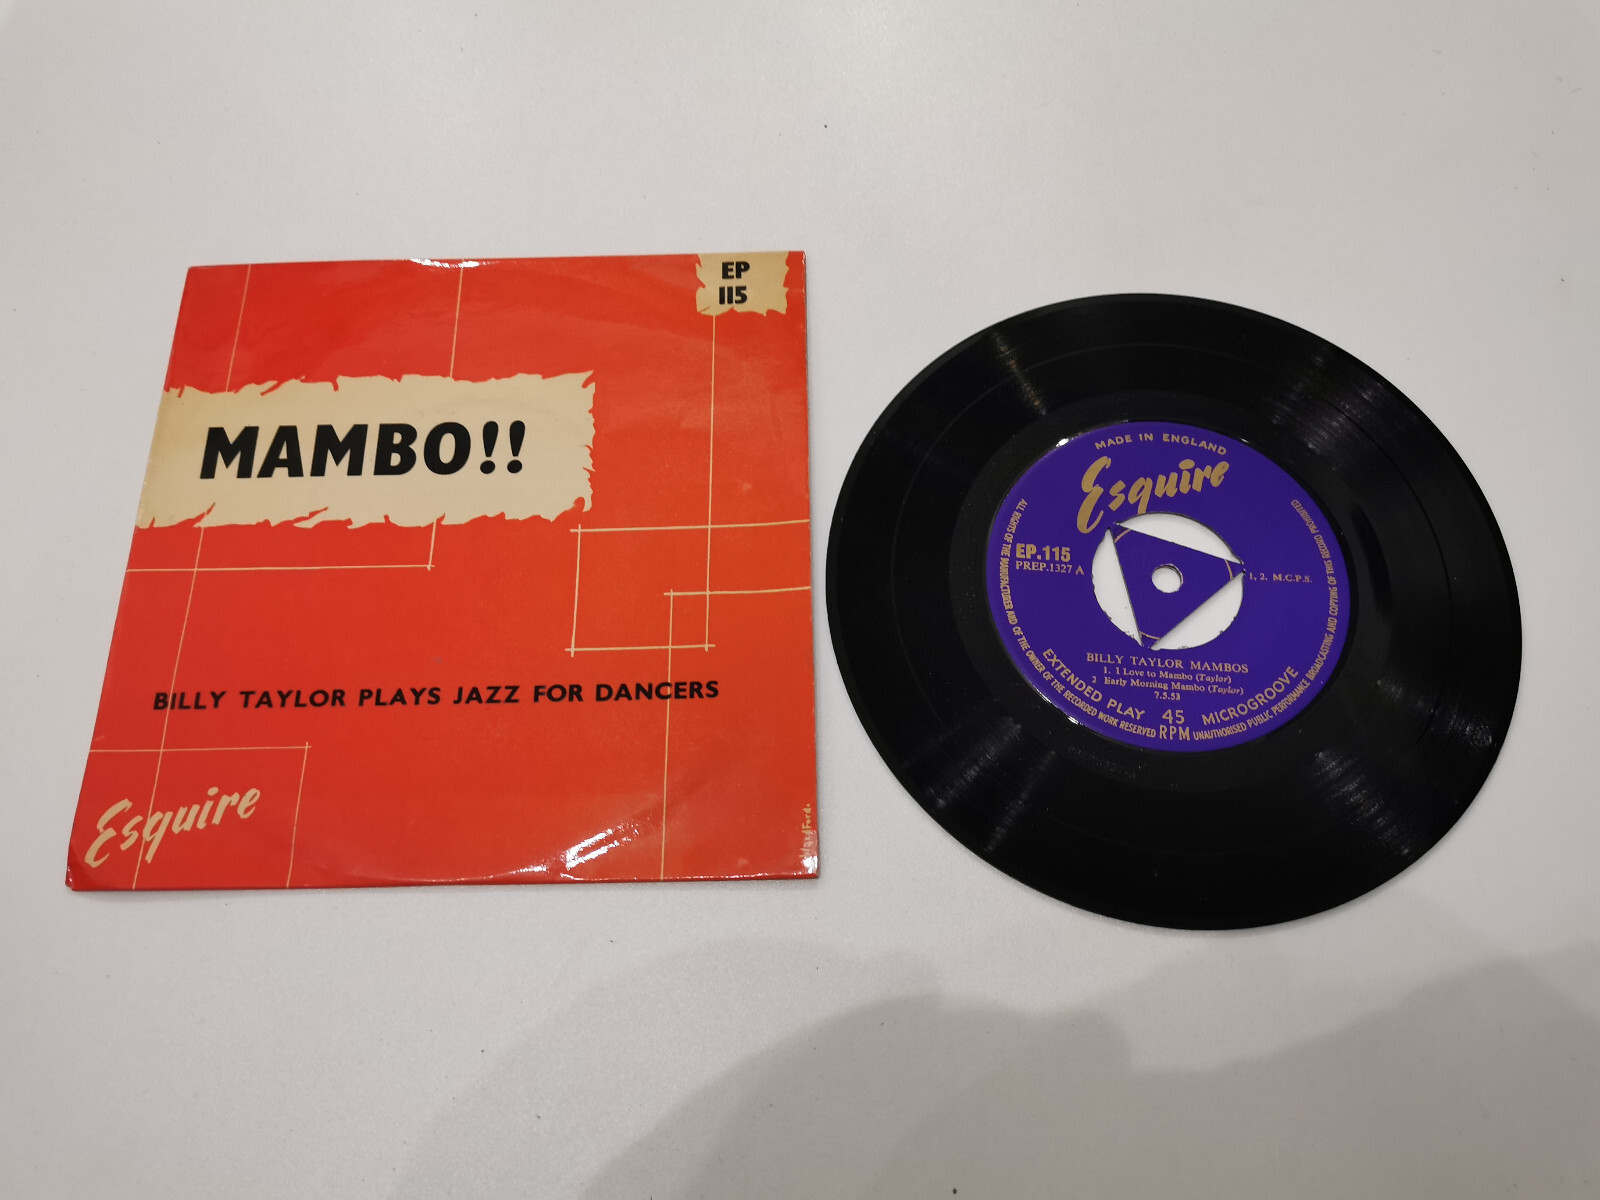 EP
115
MAMBO!!
BILLY TAYLOR PLAYS JAZZ FOR DANCERS
Esquire
MADE IN ENGLAND
Esquire
EP.115
PREP.1327 A
1, 2. M.C.P.S.
BILLY TAYLOR MAMBOS
1. I Love to Mambo (Taylor)
2 Early Morning Mambo (Taylor)
7.5.53
EXTENDED PLAY 45 RPM MICROGROOVE
ALL RIGHTS OF THE MANUFACTURER AND OF THE OWNER OF THE RECORDED WORK RESERVED UNAUTHORISED PUBLIC PERFORMANCE BROADCASTING AND COPYING OF THIS RECORD PROHIBITED